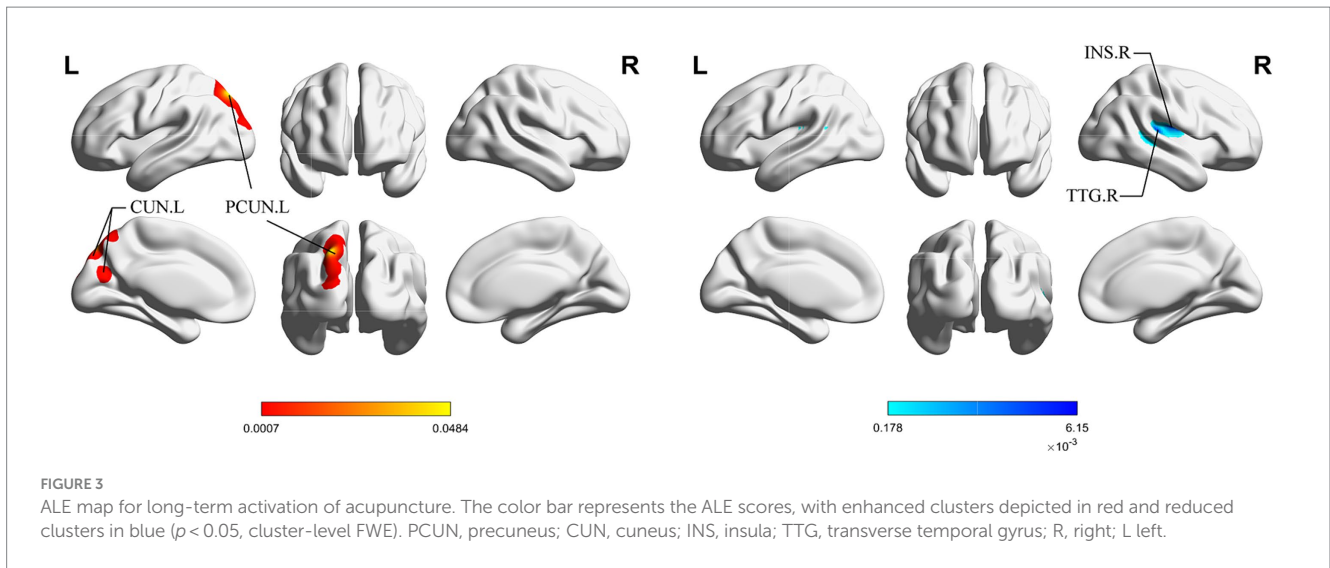 L
R
L
INS.R
R
TTG.R
CUN.L
PCUN.L
0.0007
0.0484
0.178
6.15
×10⁻³
FIGURE 3
ALE map for long-term activation of acupuncture. The color bar represents the ALE scores, with enhanced clusters depicted in red and reduced
clusters in blue (p < 0.05, cluster-level FWE). PCUN, precuneus; CUN, cuneus; INS, insula; TTG, transverse temporal gyrus; R, right; L left.